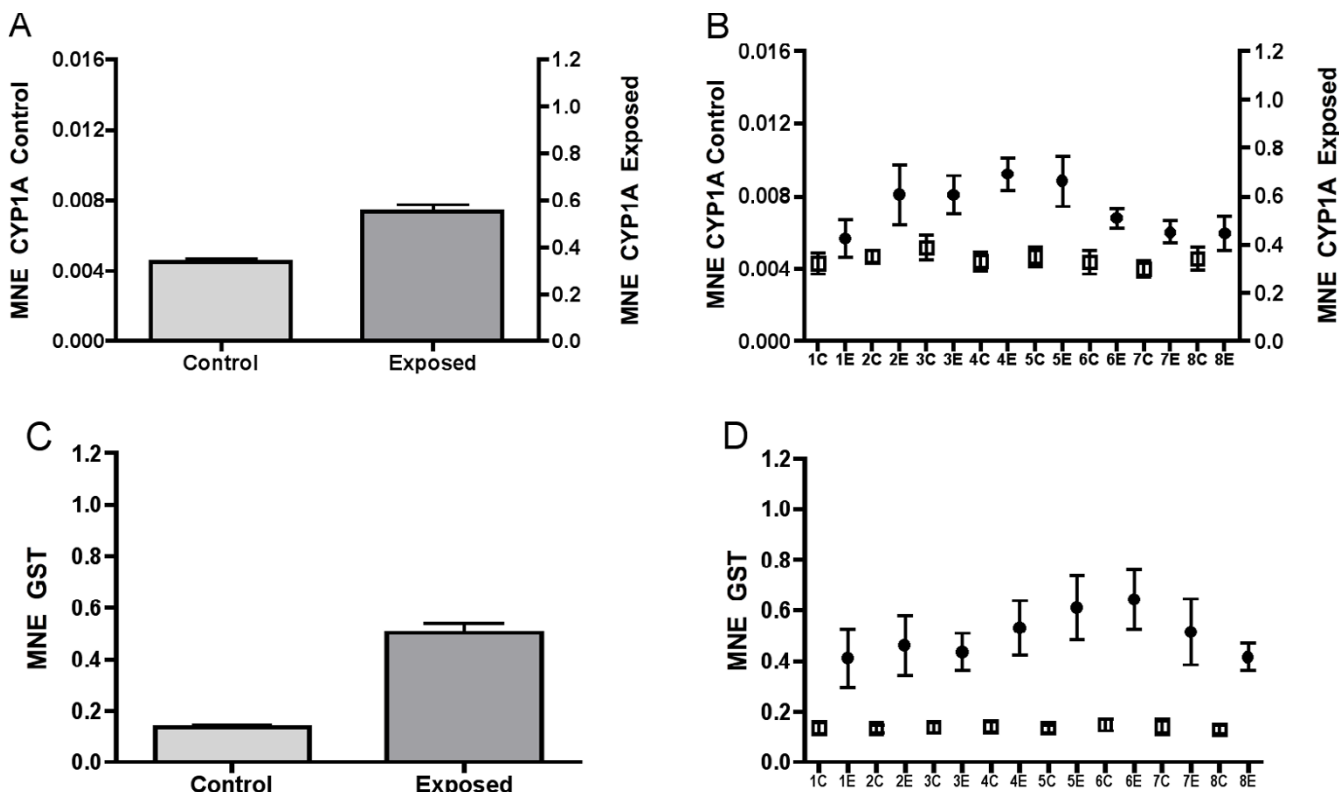 A
MNE CYP1A Control
0.016
0.012
0.008
0.004
0.000
1.2
1.0
0.8
0.6
0.4
0.2
0.0
MNE CYP1A Exposed
Control Exposed
B
MNE CYP1A Control
0.016
0.012
0.008
0.004
0.000
1.2
1.0
0.8
0.6
0.4
0.2
0.0
MNE CYP1A Exposed
1C 1E 2C 2E 3C 3E 4C 4E 5C 5E 6C 6E 7C 7E 8C 8E
C
MNE GST
1.2
1.0
0.8
0.6
0.4
0.2
0.0
Control Exposed
D
MNE GST
1.2
1.0
0.8
0.6
0.4
0.2
0.0
1C 1E 2C 2E 3C 3E 4C 4E 5C 5E 6C 6E 7C 7E 8C 8E